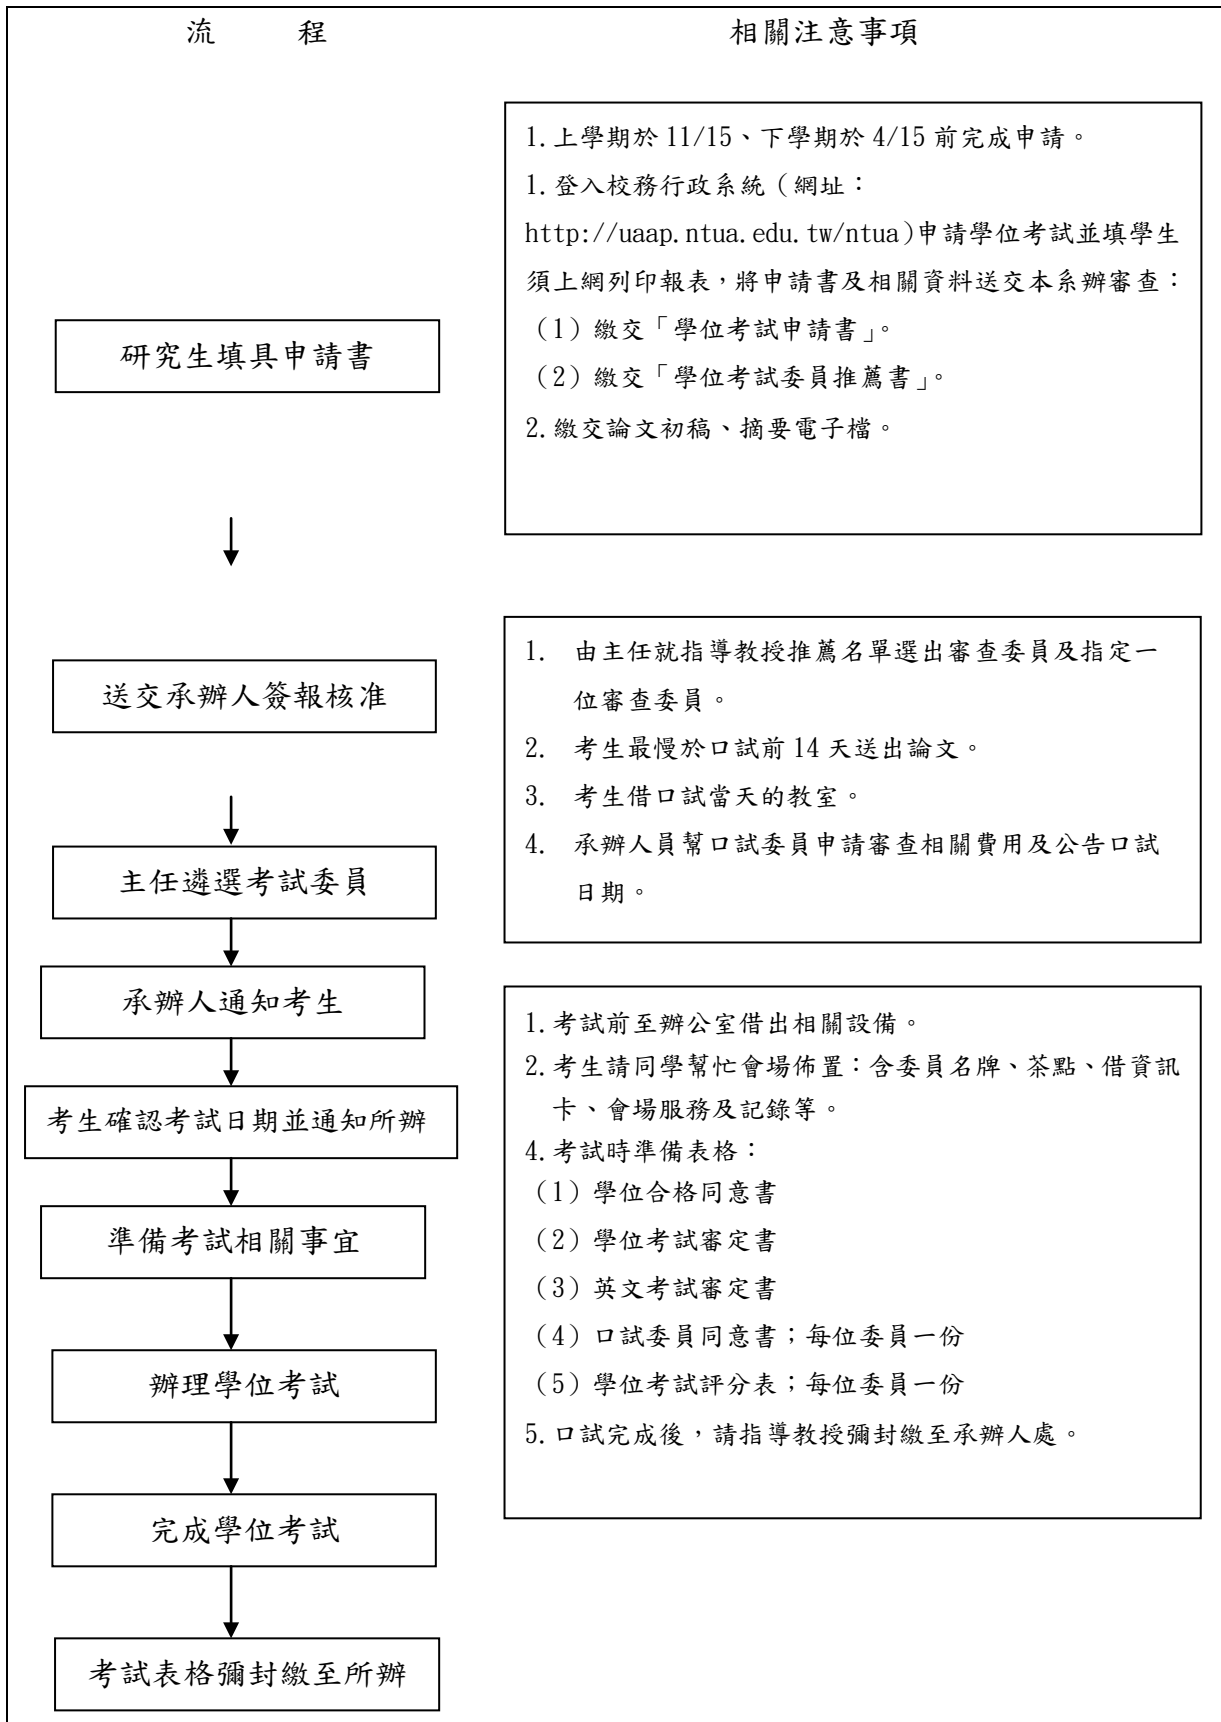 流 程
相關注意事項
1.上學期於 11/15、下學期於 4/15 前完成申請。
1.登入校務行政系統（網址：
http://uaap.ntua.edu.tw/ntua)申請學位考試並填學生
須上網列印報表，將申請書及相關資料送交本系辦審查：
（1）繳交「學位考試申請書」。
（2）繳交「學位考試委員推薦書」。
2.繳交論文初稿、摘要電子檔。
研究生填具申請書
送交承辦人簽報核准
1. 由主任就指導教授推薦名單選出審查委員及指定一
位審查委員。
2. 考生最慢於口試前 14 天送出論文。
3. 考生借口試當天的教室。
4. 承辦人員幫口試委員申請審查相關費用及公告口試
日期。
主任遴選考試委員
承辦人通知考生
考生確認考試日期並通知所辦
準備考試相關事宜
辦理學位考試
完成學位考試
考試表格彌封繳至所辦
1.考試前至辦公室借出相關設備。
2.考生請同學幫忙會場佈置：含委員名牌、茶點、借資訊
卡、會場服務及記錄等。
4.考試時準備表格：
（1）學位合格同意書
（2）學位考試審定書
（3）英文考試審定書
（4）口試委員同意書；每位委員一份
（5）學位考試評分表；每位委員一份
5.口試完成後，請指導教授彌封繳至承辦人處。